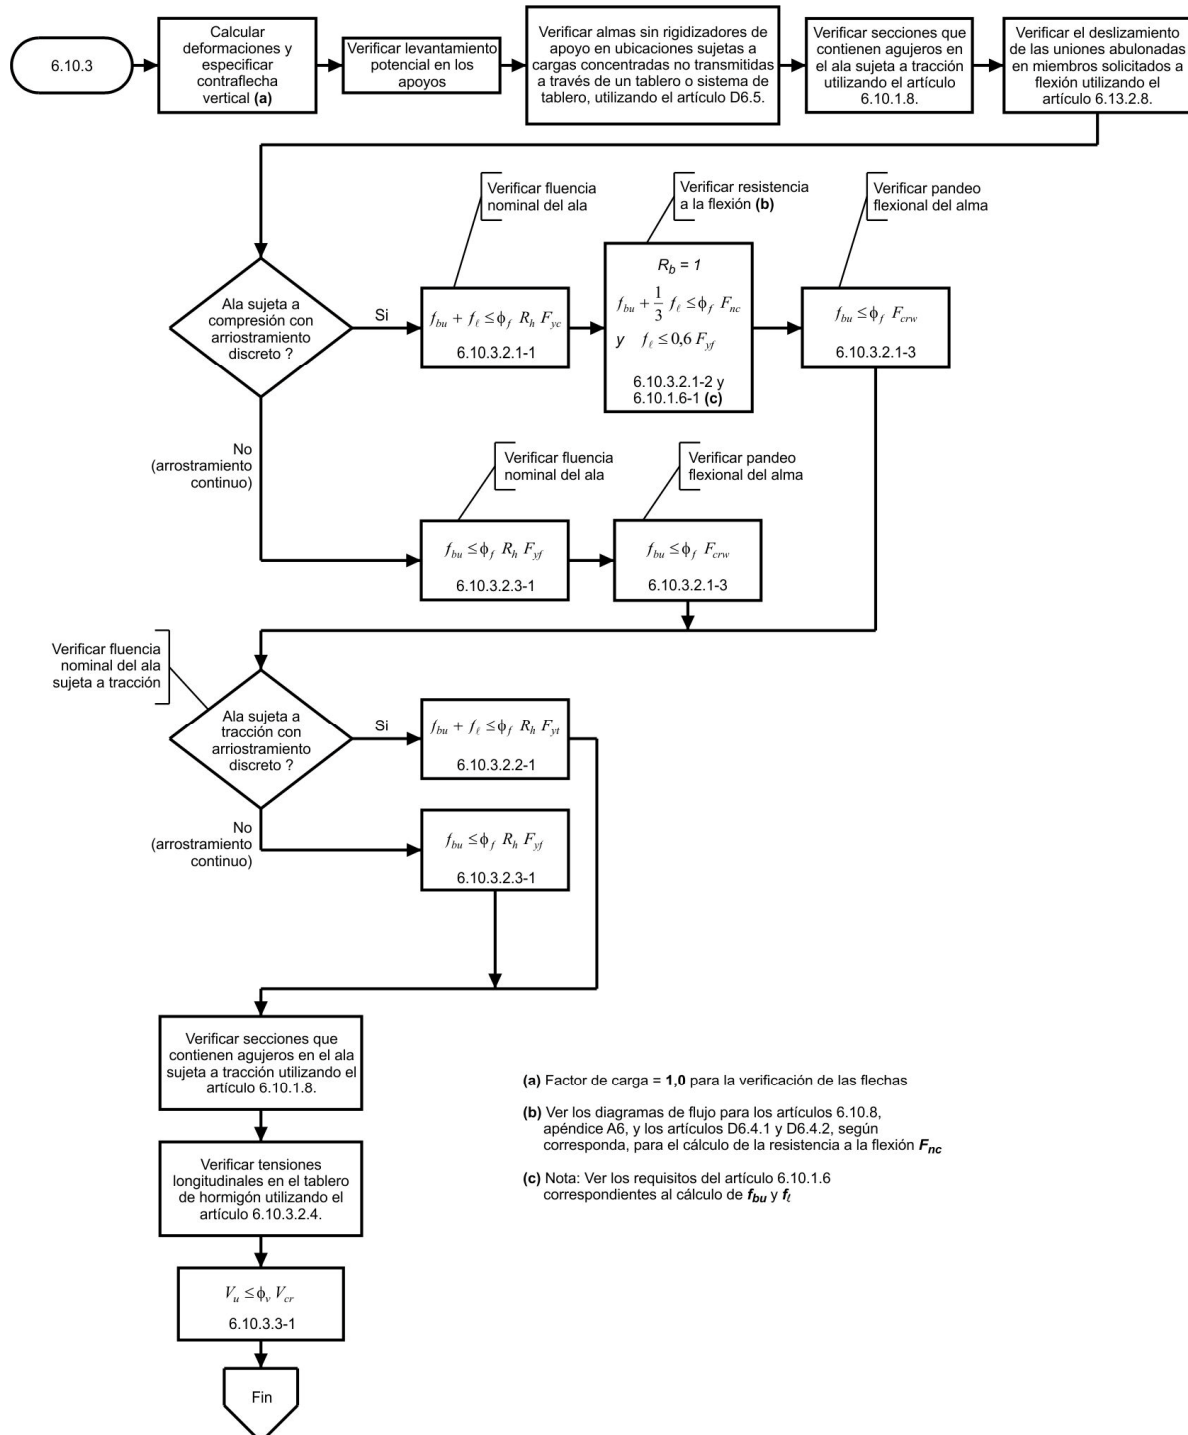 6.10.3
Calcular
deformaciones y
especificar
contraflecha
vertical (a)
Verificar levantamiento
potencial en los
apoyos
Verificar almas sin rigidizadores de
apoyo en ubicaciones sujetas a
cargas concentradas no transmitidas
a través de un tablero o sistema de
tablero, utilizando el artículo D6.5.
Verificar secciones que
contienen agujeros en
el ala sujeta a tracción
utilizando el artículo
6.10.1.8.
Verificar el deslizamiento
de las uniones abulonadas
en miembros solicitados a
flexión utilizando el
artículo 6.13.2.8.
Verificar fluencia
nominal del ala
Verificar resistencia
a la flexión (b)
Verificar pandeo
flexional del alma
Ala sujeta a
compresión con
arriostramiento
discreto ?
Si
f_bu + f_ℓ ≤ ϕ_f R_h F_yc
6.10.3.2.1-1
R_b = 1
f_bu + 1/3 f_ℓ ≤ ϕ_f F_nc
y f_ℓ ≤ 0,6 F_yf
6.10.3.2.1-2 y
6.10.1.6-1 (c)
f_bu ≤ ϕ_f F_crw
6.10.3.2.1-3
No
(arrostramiento
continuo)
Verificar fluencia
nominal del ala
Verificar pandeo
flexional del alma
f_bu ≤ ϕ_f R_h F_yf
6.10.3.2.3-1
f_bu ≤ ϕ_f F_crw
6.10.3.2.1-3
Verificar fluencia
nominal del ala
sujeta a tracción
Ala sujeta a
tracción con
arriostramiento
discreto ?
Si
f_bu + f_ℓ ≤ ϕ_f R_h F_yt
6.10.3.2.2-1
No
(arrostramiento
continuo)
f_bu ≤ ϕ_f R_h F_yf
6.10.3.2.3-1
Verificar secciones que
contienen agujeros en el ala
sujeta a tracción utilizando el
artículo 6.10.1.8.
Verificar tensiones
longitudinales en el tablero
de hormigón utilizando el
artículo 6.10.3.2.4.
V_u ≤ ϕ_v V_cr
6.10.3.3-1
Fin
(a) Factor de carga = 1,0 para la verificación de las flechas
(b) Ver los diagramas de flujo para los artículos 6.10.8,
apéndice A6, y los artículos D6.4.1 y D6.4.2, según
corresponda, para el cálculo de la resistencia a la flexión F_nc
(c) Nota: Ver los requisitos del artículo 6.10.1.6
correspondientes al cálculo de f_bu y f_ℓ